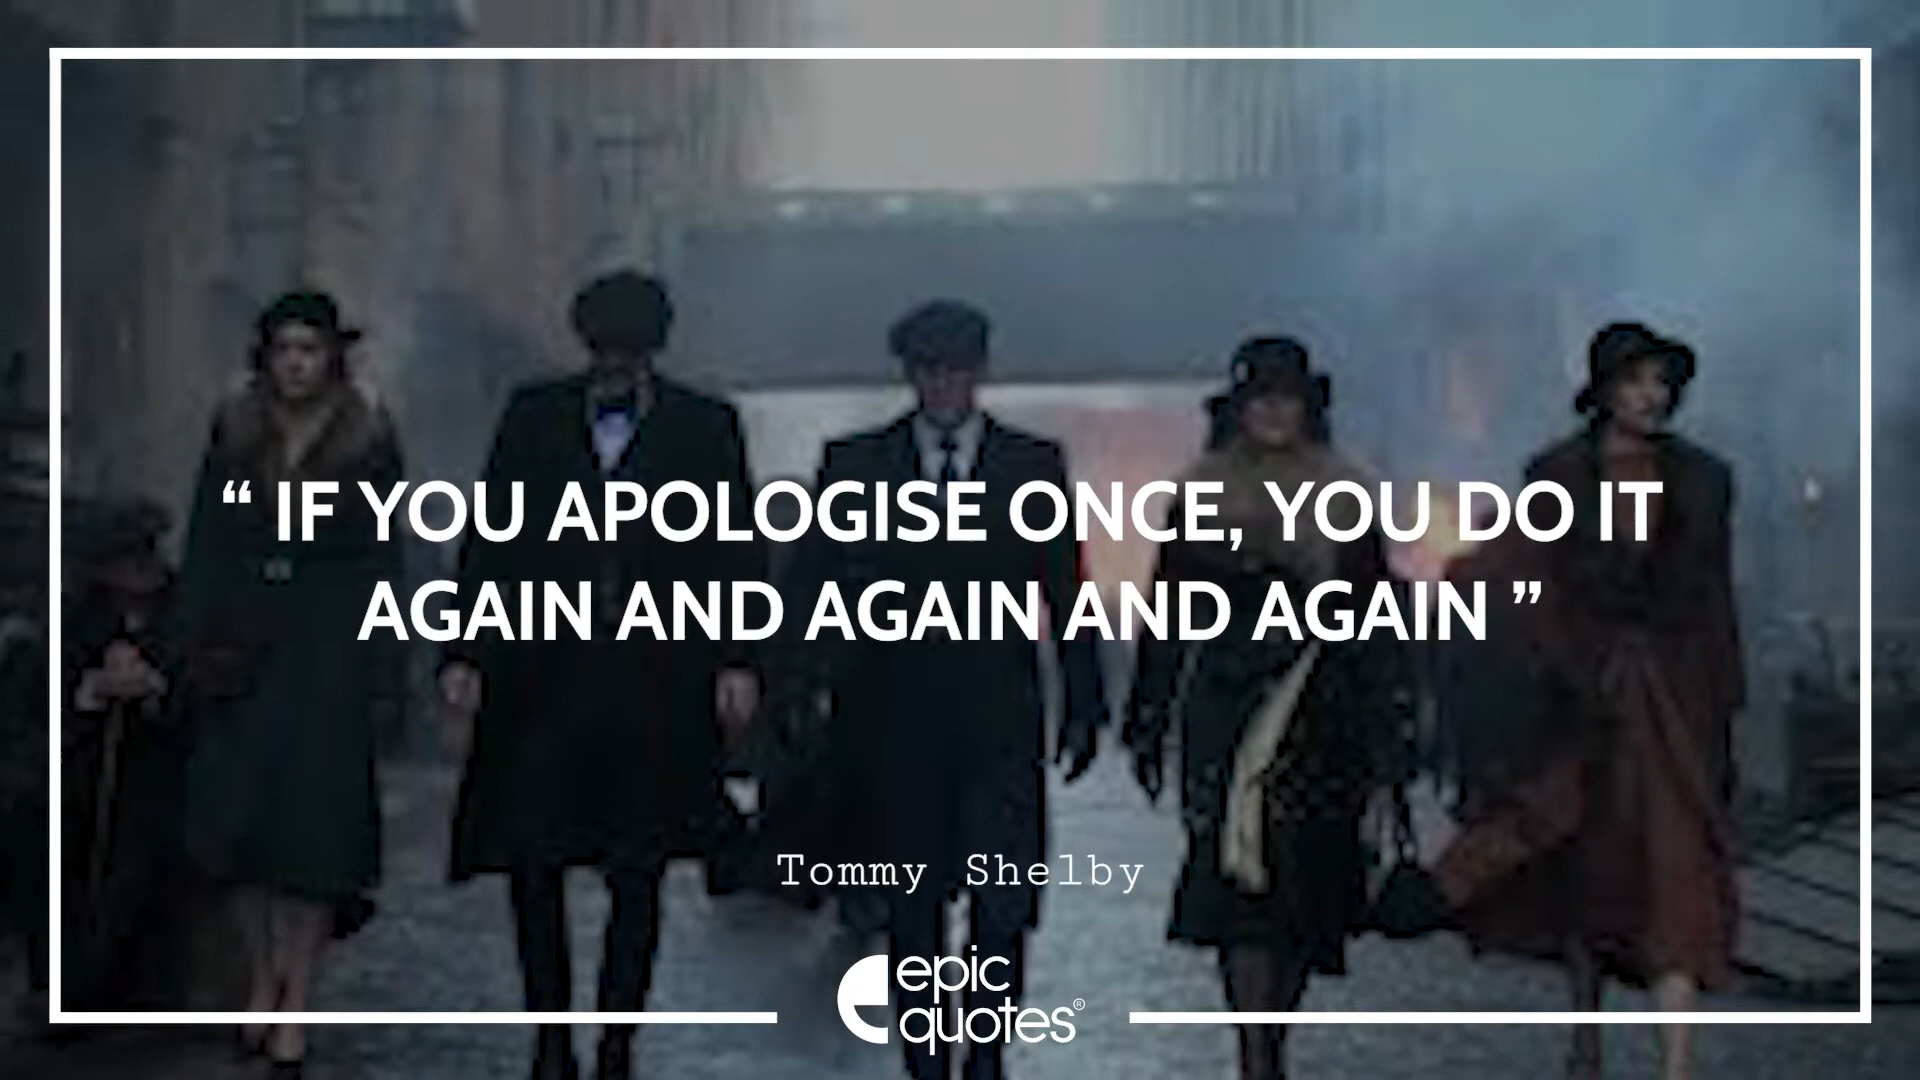 “ IF YOU APOLOGISE ONCE, YOU DO IT
AGAIN AND AGAIN AND AGAIN ”
Tommy Shelby
epic
quotes®